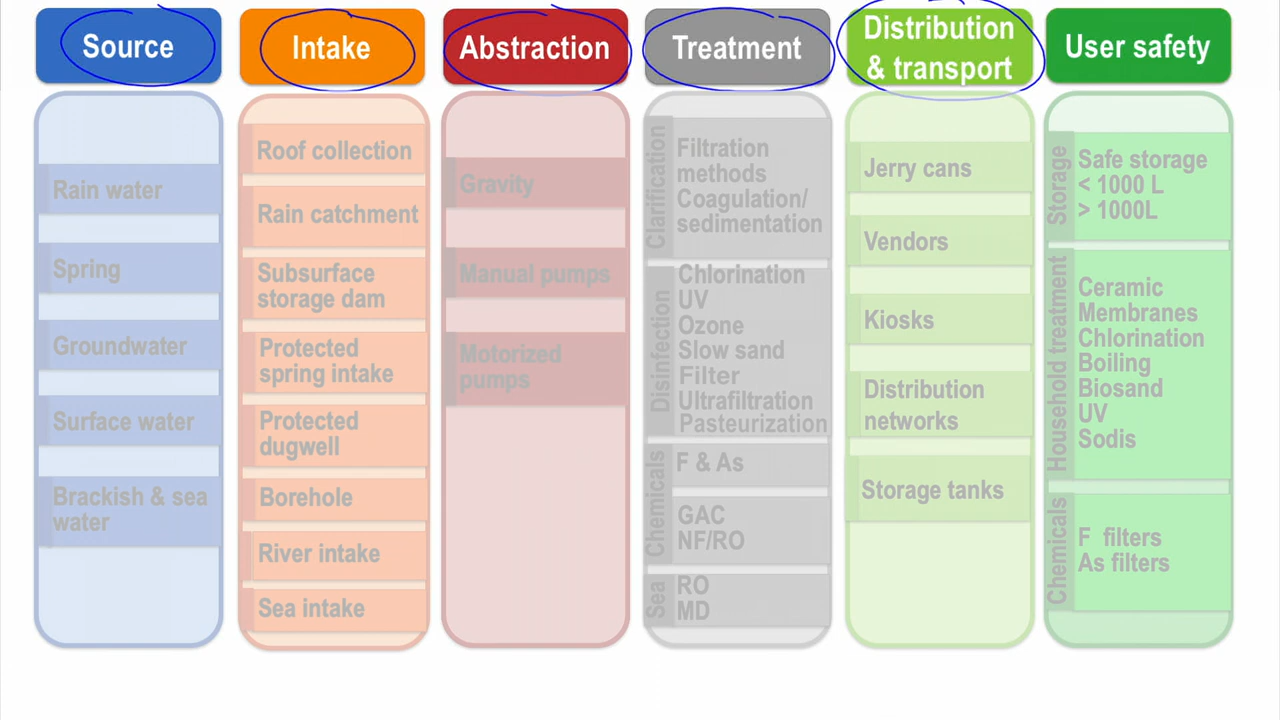 Source
Intake
Abstraction
Treatment
Distribution
& transport
User safety
Rain water
Spring
Groundwater
Surface water
Brackish & sea
water
Roof collection
Rain catchment
Subsurface
storage dam
Protected
spring intake
Protected
dugwell
Borehole
River intake
Sea intake
Gravity
Manual pumps
Motorized
pumps
Clarification
Filtration
methods
Coagulation/
sedimentation
Disinfection
Chlorination
UV
Ozone
Slow sand
Filter
Ultrafiltration
Pasteurization
Chemicals
F & As
GAC
NF/RO
Sea
RO
MD
Jerry cans
Vendors
Kiosks
Distribution
networks
Storage tanks
Storage
Safe storage
< 1000 L
> 1000L
Household treatment
Ceramic
Membranes
Chlorination
Boiling
Biosand
UV
Sodis
Chemicals
F filters
As filters